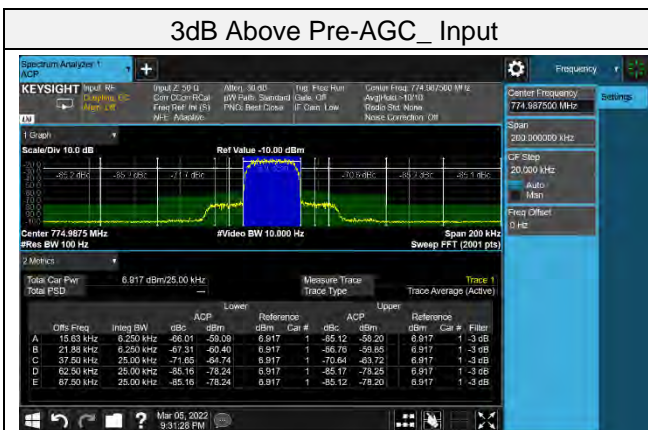 3dB Above Pre-AGC_ Input
Spectrum Analyzer 1
ACP
+
Frequency
KEYSIGHT Input: RF
Coupling: DC
Align: Off
Input Z: 50 Ω
Corr CCorr RCal
Freq Ref: Int (S)
NFE: Adaptive
Atten: 30 dB
µW Path: Standard
PNO: Best Close
Trig: Free Run
Gate: Off
IF Gain: Low
Center Freq: 774.987500 MHz
Avg|Hold:>10/10
Radio Std: None
Noise Correction: Off
Center Frequency
774.987500 MHz
Settings
Span
200.000000 kHz
CF Step
20.000 kHz
Auto
Man
Freq Offset
0 Hz
1 Graph
Scale/Div 10.0 dB
Ref Value -10.00 dBm
-85.2 dBc
-71.7 dBc
-85.1 dBc
Center 774.9875 MHz
#Video BW 10.000 Hz
Span 200 kHz
#Res BW 100 Hz
Sweep FFT (2001 pts)
2 Metrics
Total Car Pwr 6.917 dBm/25.00 kHz
Measure Trace Trace 1
Total PSD ---
Trace Type Trace Average (Active)
Lower Upper
ACP Reference ACP Reference
Offs Freq Integ BW dBc dBm dBm Car # dBc dBm dBm Car # Filter
A 15.63 kHz 6.250 kHz -66.01 -59.09 6.917 1 -65.12 -58.20 6.917 1 -3 dB
B 21.88 kHz 6.250 kHz -67.31 -60.40 6.917 1 -66.76 -59.85 6.917 1 -3 dB
C 37.50 kHz 25.00 kHz -71.65 -64.74 6.917 1 -70.64 -63.72 6.917 1 -3 dB
D 62.50 kHz 25.00 kHz -85.16 -78.24 6.917 1 -85.17 -78.25 6.917 1 -3 dB
E 87.50 kHz 25.00 kHz -85.16 -78.24 6.917 1 -85.12 -78.20 6.917 1 -3 dB
?
Mar 05, 2022
9:31:28 PM